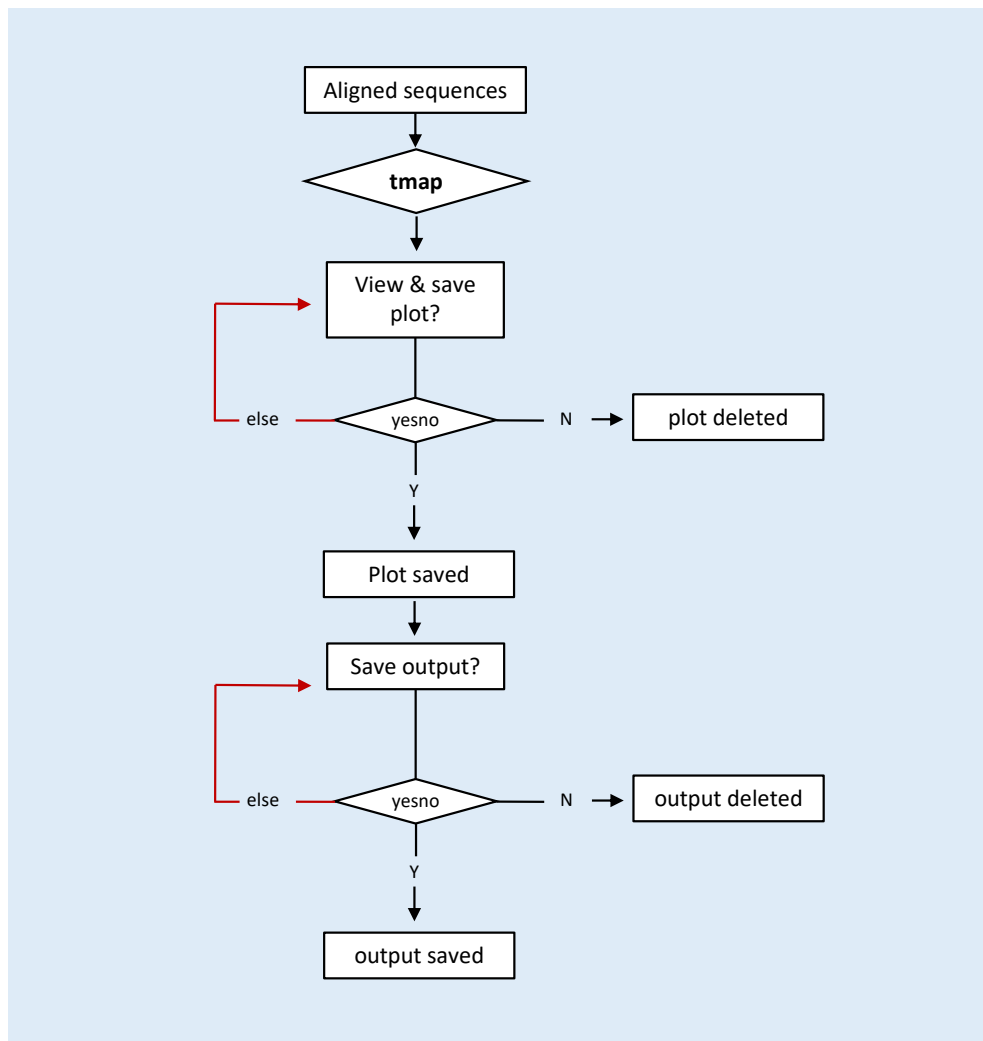 Aligned sequences
tmap
View & save
plot?
else
yesno
N
plot deleted
Y
Plot saved
Save output?
else
yesno
N
output deleted
Y
output saved